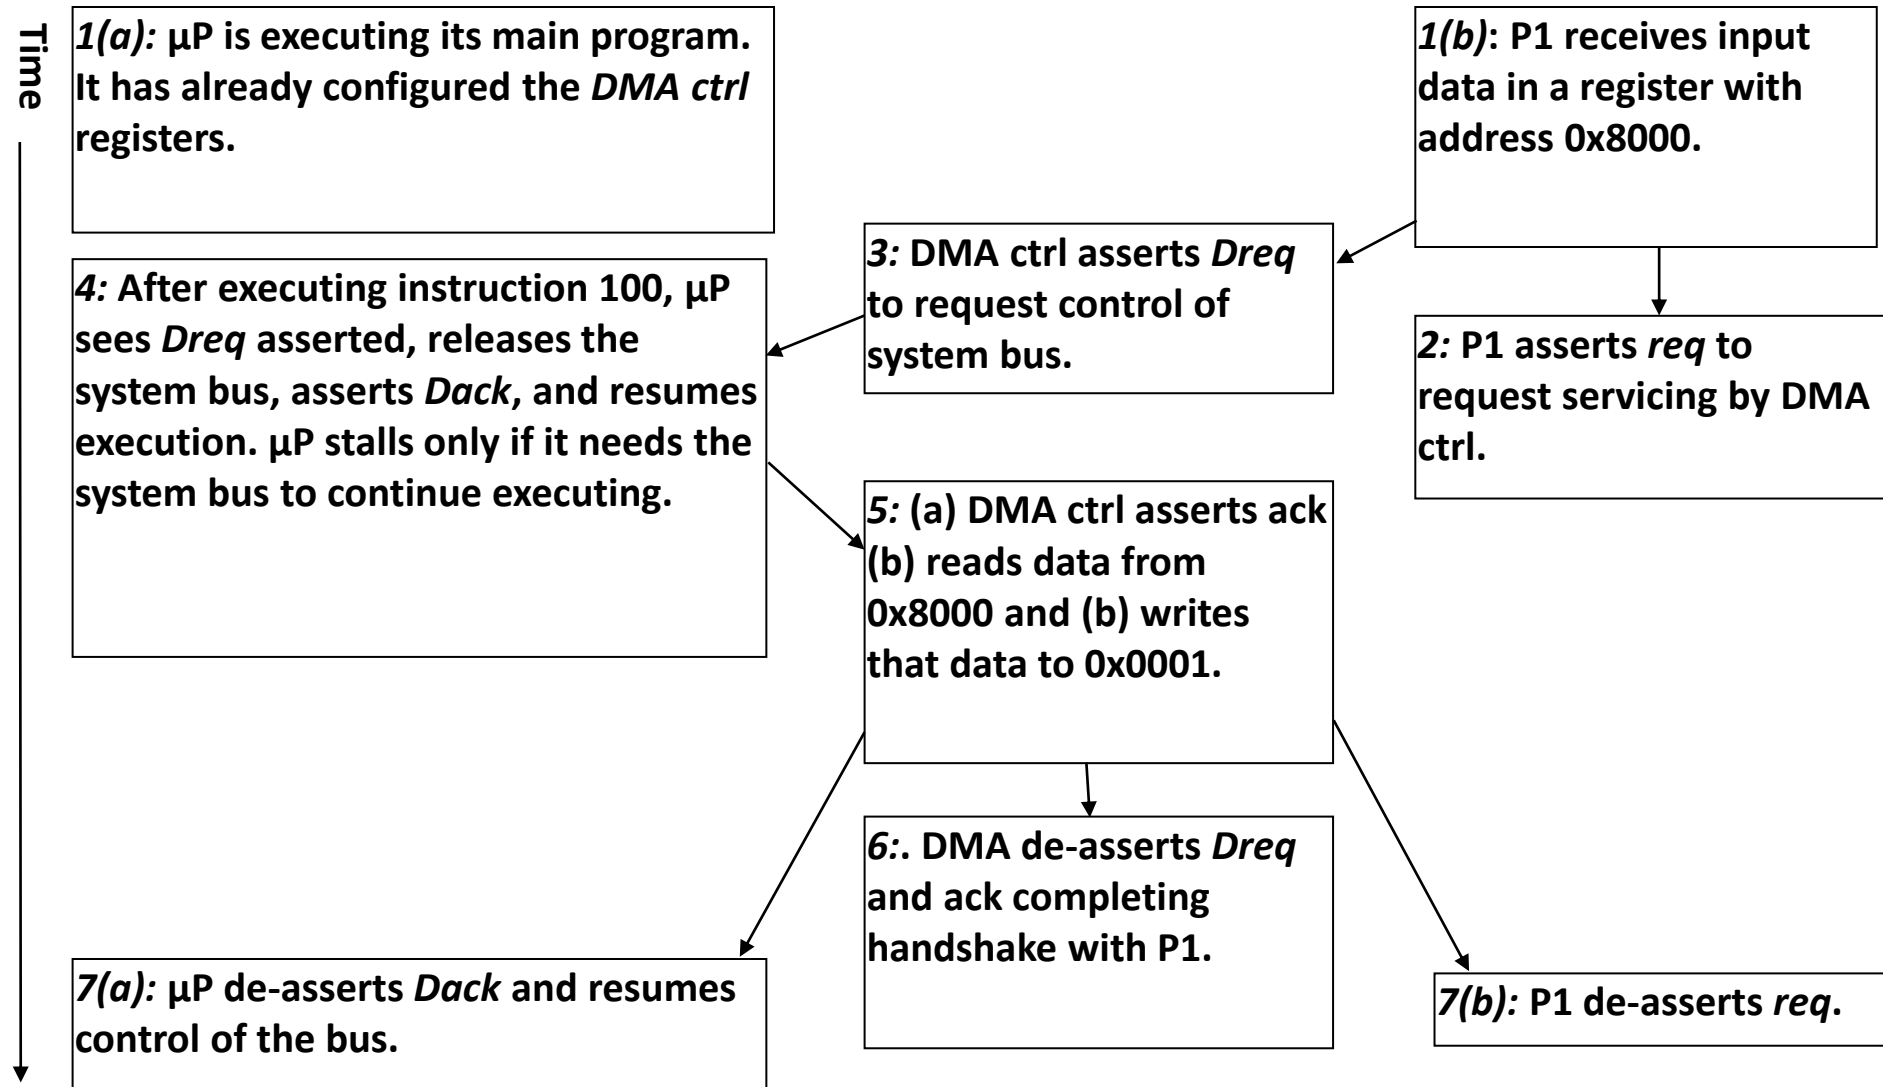 Time
1(a): µP is executing its main program.
It has already configured the DMA ctrl
registers.
1(b): P1 receives input
data in a register with
address 0x8000.
3: DMA ctrl asserts Dreq
to request control of
system bus.
4: After executing instruction 100, µP
sees Dreq asserted, releases the
system bus, asserts Dack, and resumes
execution. µP stalls only if it needs the
system bus to continue executing.
2: P1 asserts req to
request servicing by DMA
ctrl.
5: (a) DMA ctrl asserts ack
(b) reads data from
0x8000 and (b) writes
that data to 0x0001.
6:. DMA de-asserts Dreq
and ack completing
handshake with P1.
7(a): µP de-asserts Dack and resumes
control of the bus.
7(b): P1 de-asserts req.